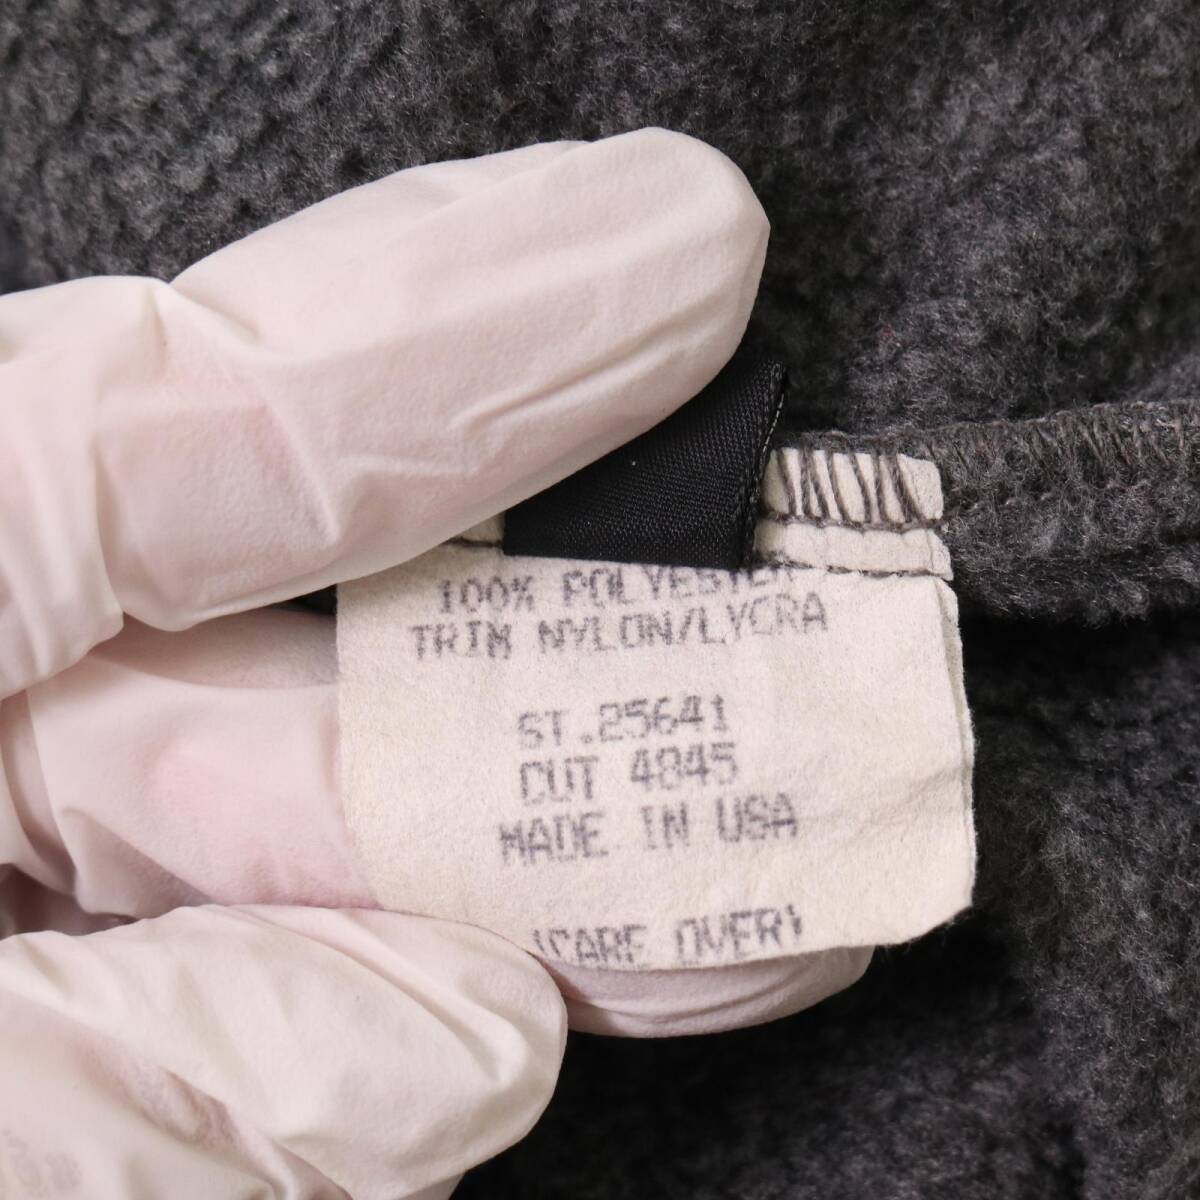 100% POLYESTER
TRIM NYLON/LYCRA
ST.25641
CUT 4845
MADE IN USA
(CARE OVER)